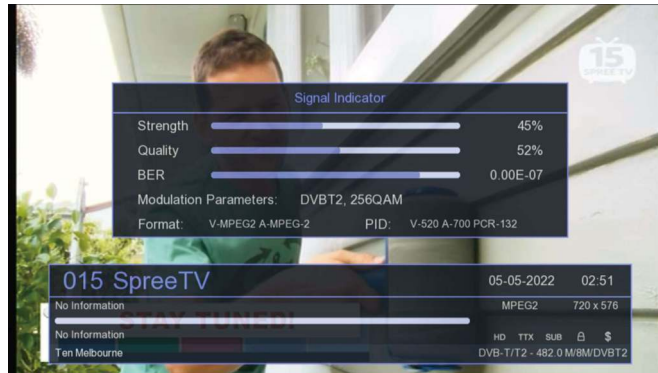 15
SPREE TV
Signal Indicator
Strength 45%
Quality 52%
BER 0.00E-07
Modulation Parameters: DVBT2, 256QAM
Format: V-MPEG2 A-MPEG-2 PID: V-520 A-700 PCR-132
015 SpreeTV 05-05-2022 02:51
No Information MPEG2 720 x 576
STAY TUNED!
No Information HD TTX SUB $
Ten Melbourne DVB-T/T2 - 482.0 M/8M/DVBT2